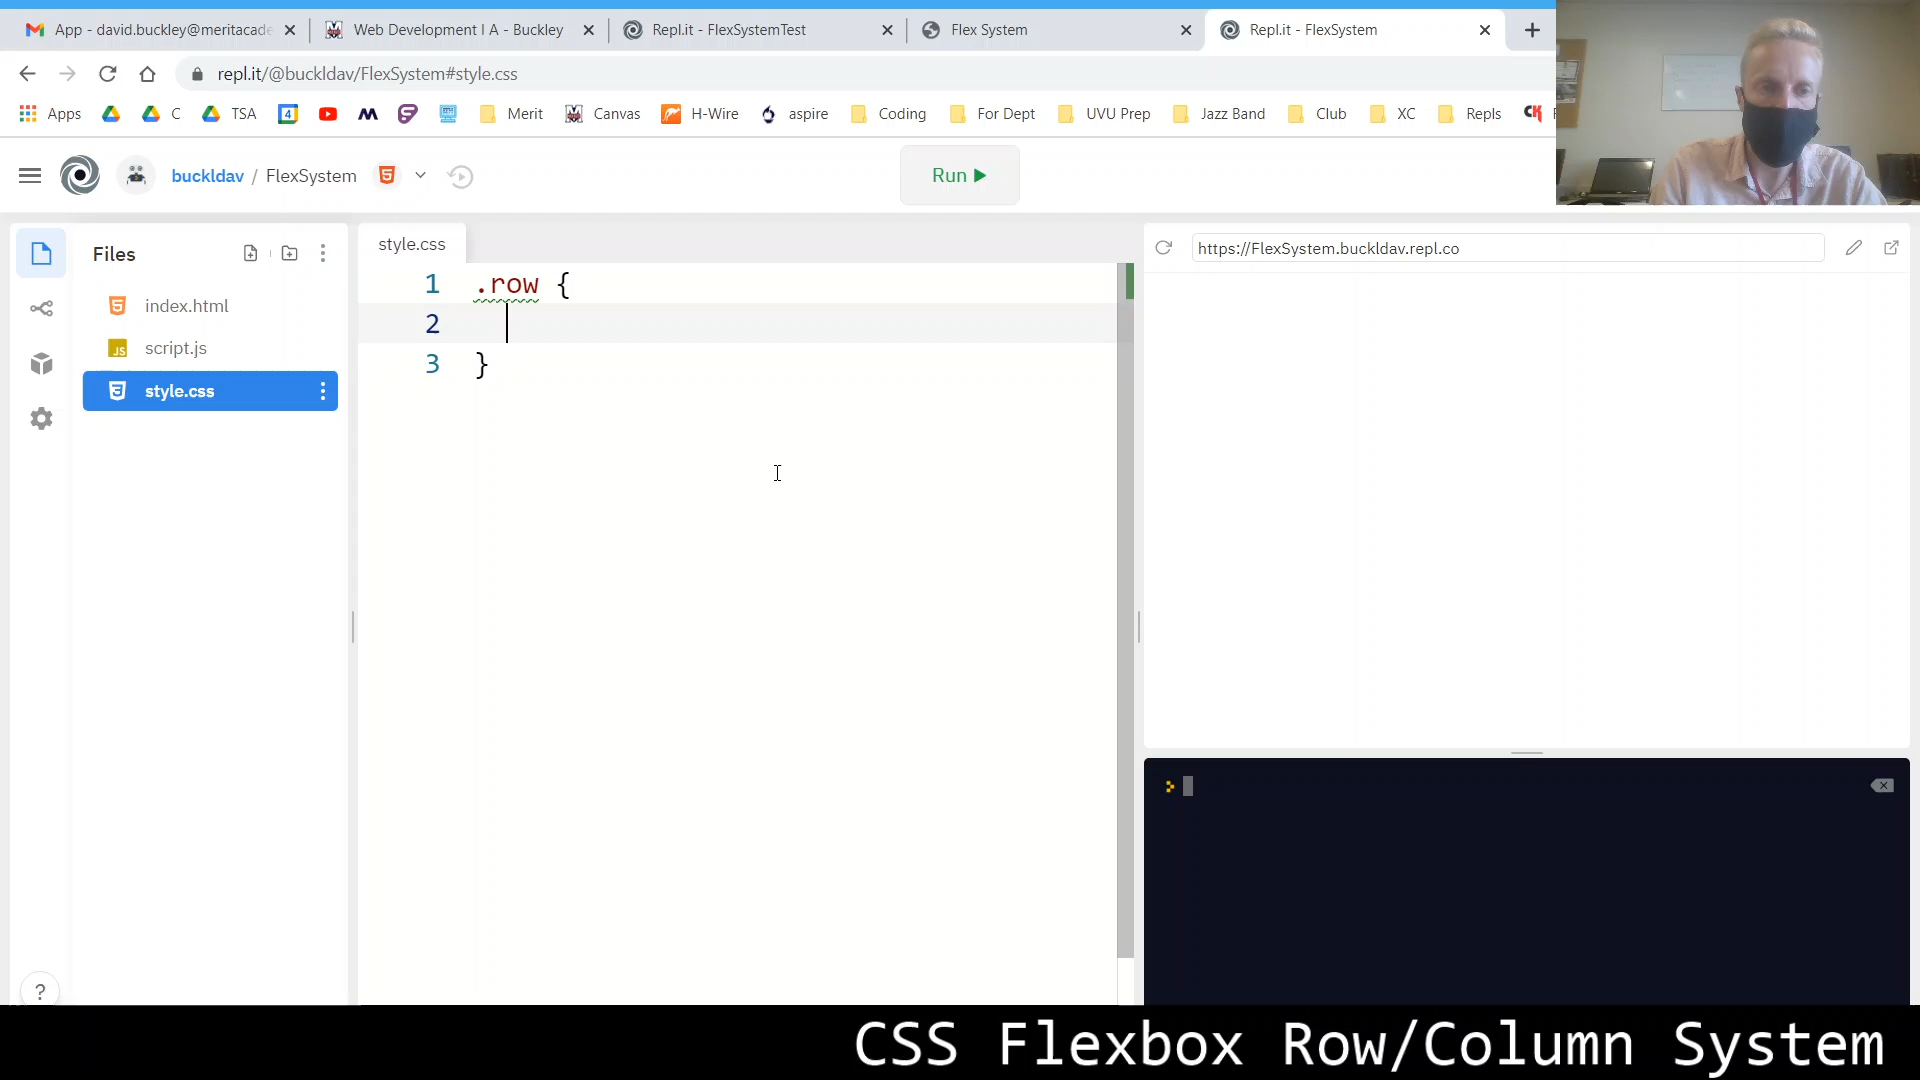 App - david.buckley@meritacade
Web Development I A - Buckley
Repl.it - FlexSystemTest
Flex System
Repl.it - FlexSystem
repl.it/@buckldav/FlexSystem#style.css
Apps C TSA 4 Merit Canvas H-Wire aspire Coding For Dept UVU Prep Jazz Band Club XC Repls
buckldav / FlexSystem
Run
Files
index.html
script.js
style.css
style.css
1 .row {
2
3 }
https://FlexSystem.buckldav.repl.co
>
?
CSS Flexbox Row/Column System